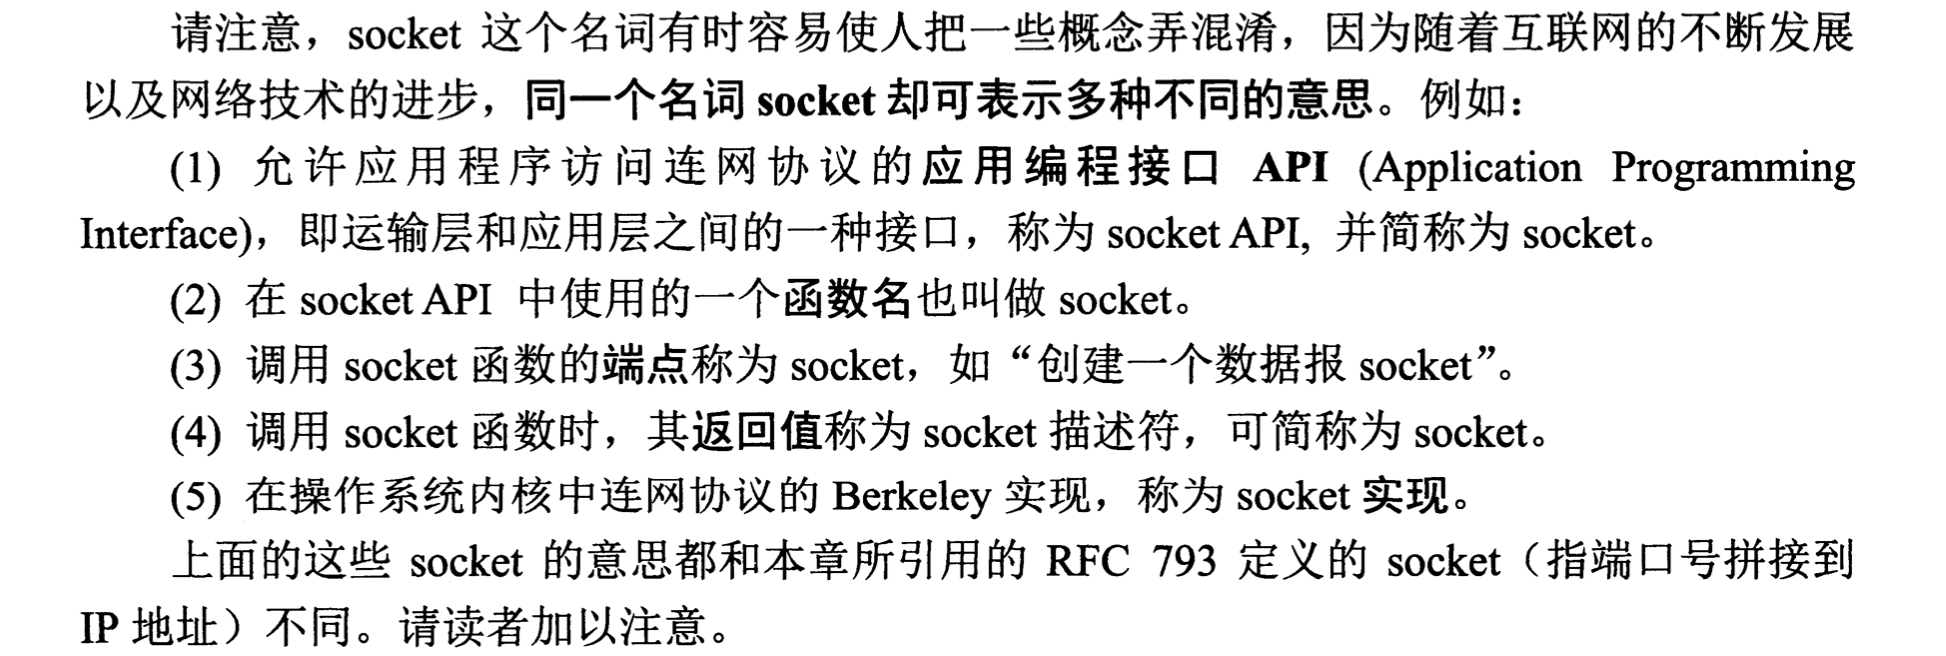 请注意，socket 这个名词有时容易使人把一些概念弄混淆，因为随着互联网的不断发展
以及网络技术的进步，同一个名词 socket 却可表示多种不同的意思。例如：
(1) 允许应用程序访问连网协议的应用编程接口 API (Application Programming
Interface)，即运输层和应用层之间的一种接口，称为 socket API, 并简称为 socket。
(2) 在 socket API 中使用的一个函数名也叫做 socket。
(3) 调用 socket 函数的端点称为 socket，如“创建一个数据报 socket”。
(4) 调用 socket 函数时，其返回值称为 socket 描述符，可简称为 socket。
(5) 在操作系统内核中连网协议的 Berkeley 实现，称为 socket 实现。
上面的这些 socket 的意思都和本章所引用的 RFC 793 定义的 socket（指端口号拼接到
IP 地址）不同。请读者加以注意。